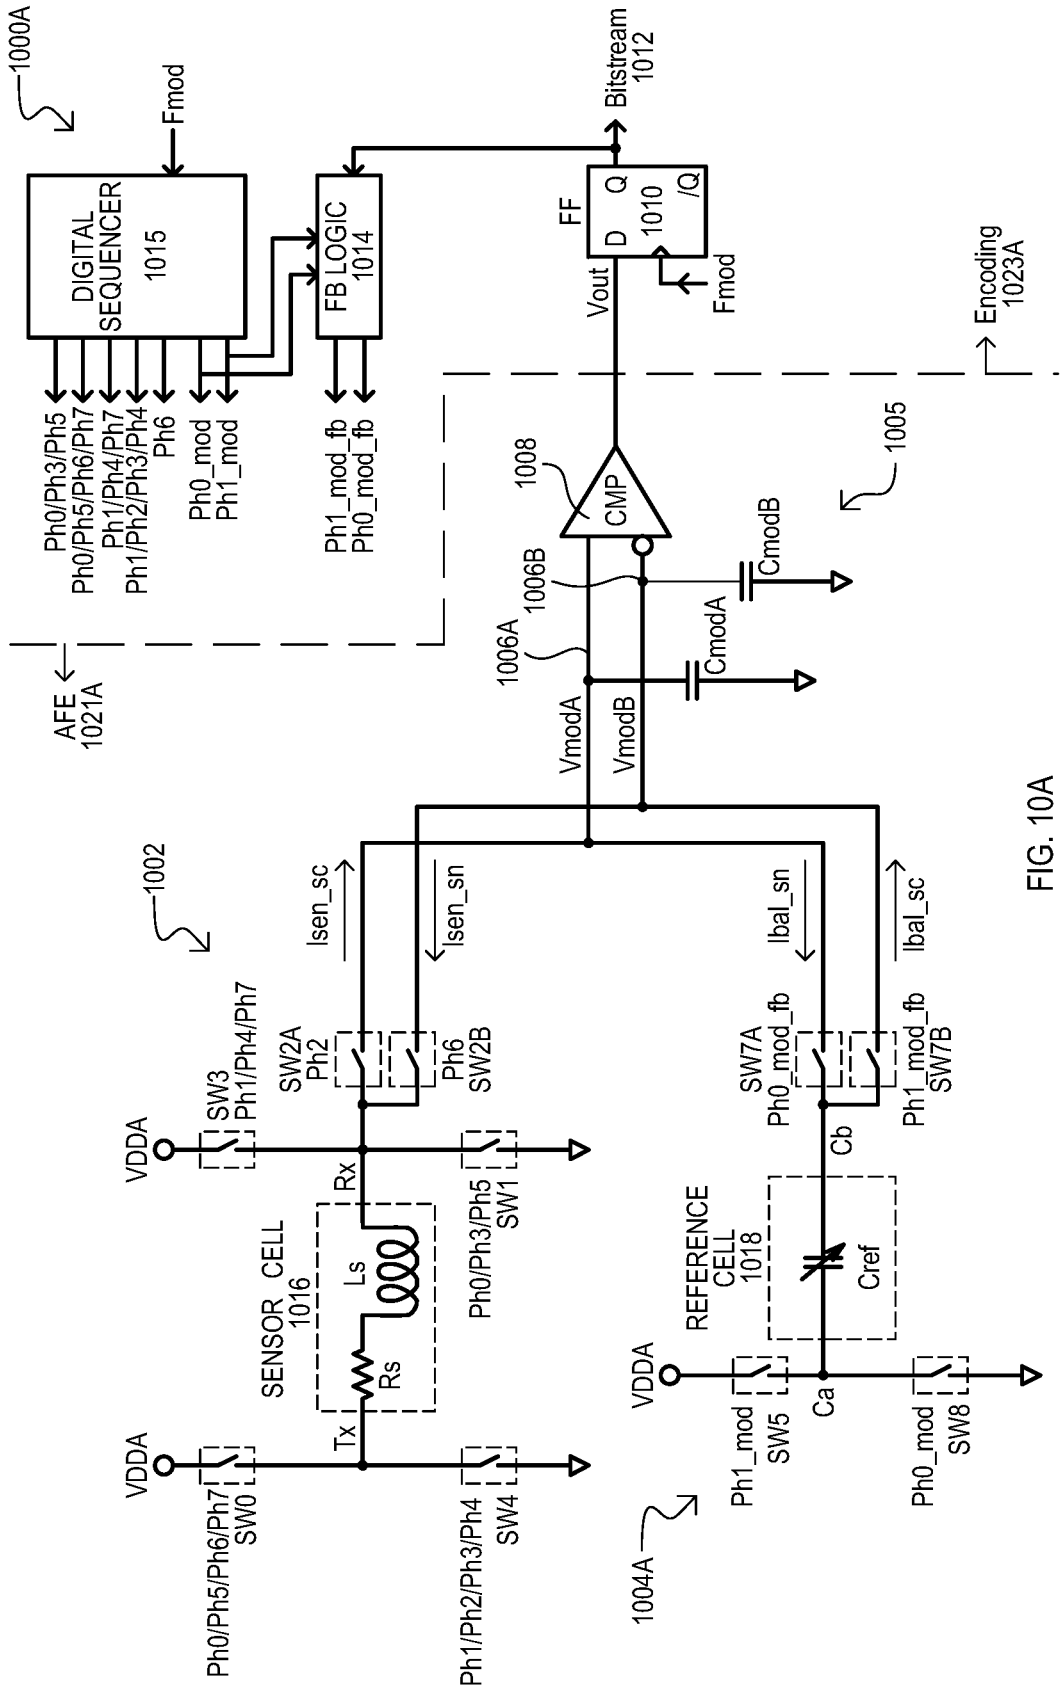 1000A
DIGITAL
SEQUENCER
1015
Fmod
Ph0/Ph3/Ph5
Ph0/Ph5/Ph6/Ph7
Ph1/Ph4/Ph7
Ph1/Ph2/Ph3/Ph4
Ph6
Ph0_mod
Ph1_mod
FB LOGIC
1014
Ph1_mod_fb
Ph0_mod_fb
Bitstream
1012
FF
D
Q
1010
/Q
Fmod
Vout
AFE
1021A
Encoding
1023A
1008
CMP
1005
1006A
1006B
CmodA
CmodB
VmodA
VmodB
1002
Isen_sc
Isen_sn
Ibal_sn
Ibal_sc
VDDA
SW3
Ph1/Ph4/Ph7
SW2A
Ph2
Ph6
SW2B
Rx
Ph0/Ph3/Ph5
SW1
SENSOR CELL
1016
Ls
Rs
Tx
VDDA
Ph0/Ph5/Ph6/Ph7
SW0
Ph1/Ph2/Ph3/Ph4
SW4
SW7A
Ph0_mod_fb
Ph1_mod_fb
SW7B
Cb
REFERENCE
CELL
1018
Cref
VDDA
Ph1_mod
SW5
Ca
Ph0_mod
SW8
1004A
FIG. 10A